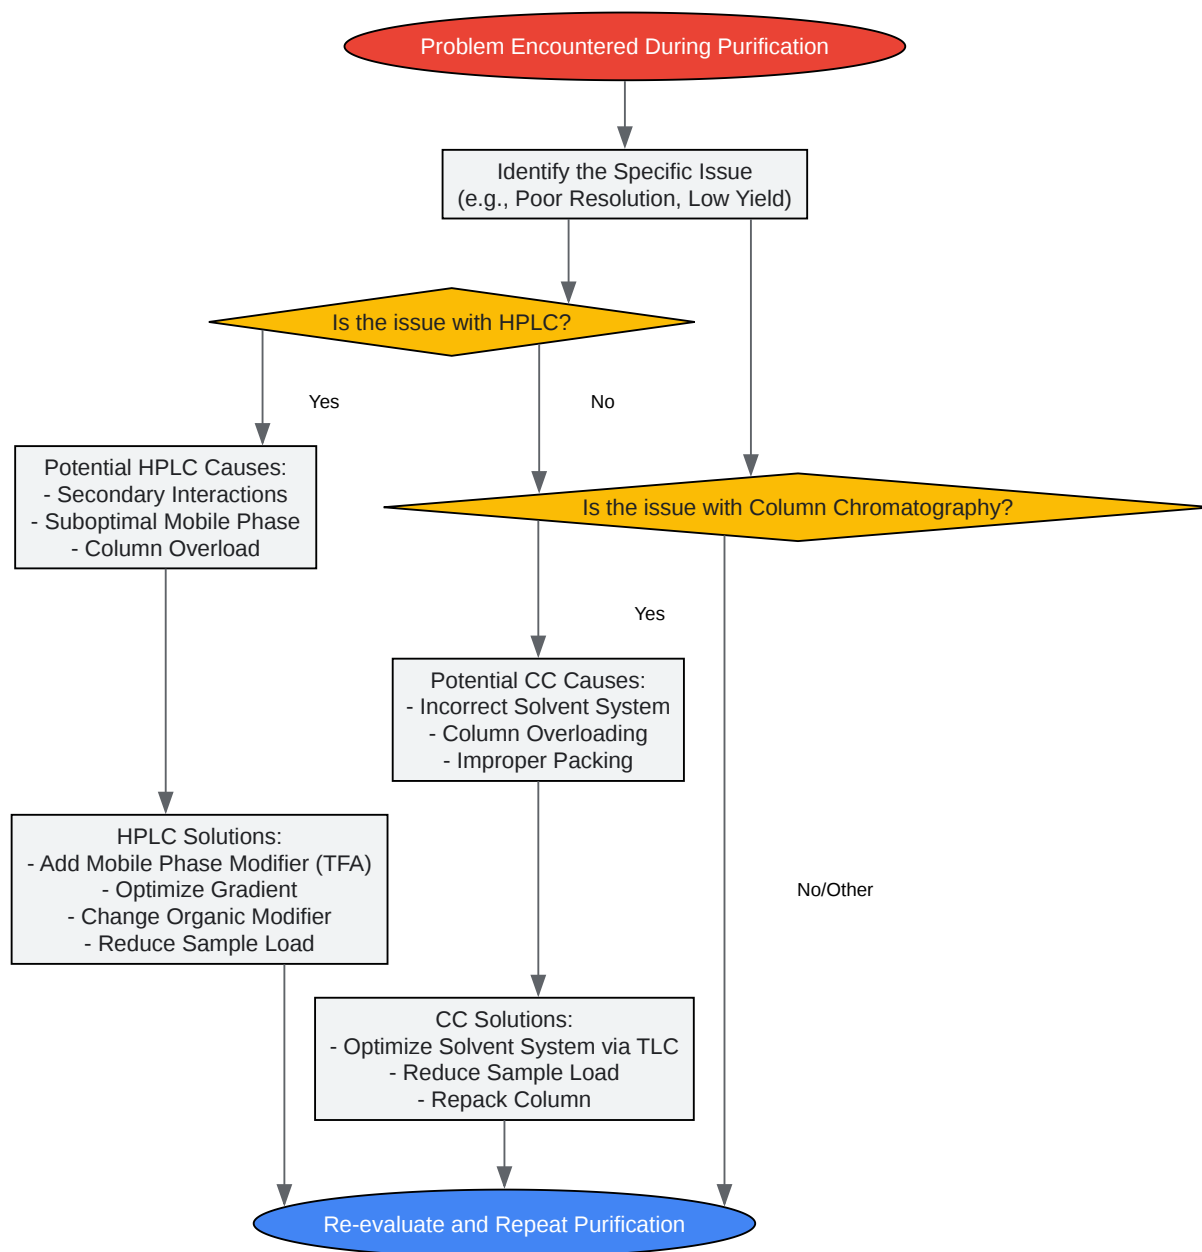 Problem Encountered During Purification
Identify the Specific Issue
(e.g., Poor Resolution, Low Yield)
Is the issue with HPLC?
Yes
No
Potential HPLC Causes:
- Secondary Interactions
- Suboptimal Mobile Phase
- Column Overload
Is the issue with Column Chromatography?
Yes
Potential CC Causes:
- Incorrect Solvent System
- Column Overloading
- Improper Packing
HPLC Solutions:
- Add Mobile Phase Modifier (TFA)
- Optimize Gradient
- Change Organic Modifier
- Reduce Sample Load
No/Other
CC Solutions:
- Optimize Solvent System via TLC
- Reduce Sample Load
- Repack Column
Re-evaluate and Repeat Purification